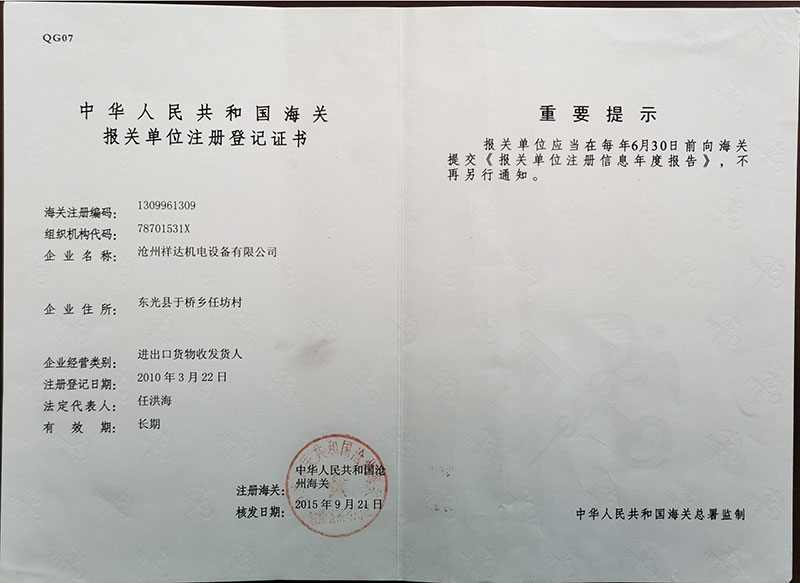 QG07
中华人民共和国海关
报关单位注册登记证书
海关注册编码： 1309961309
组织机构代码： 78701531X
企业名称： 沧州祥达机电设备有限公司
企业住所： 东光县于桥乡任坊村
企业经营类别： 进出口货物收发货人
注册登记日期： 2010年3月22日
法定代表人： 任洪海
有效期： 长期
注册海关： 中华人民共和国沧
州海关
核发日期： 2015年9月21日
重要提示
报关单位应当在每年6月30日前向海关
提交《报关单位注册信息年度报告》，不
再另行通知。
中华人民共和国海关总署监制